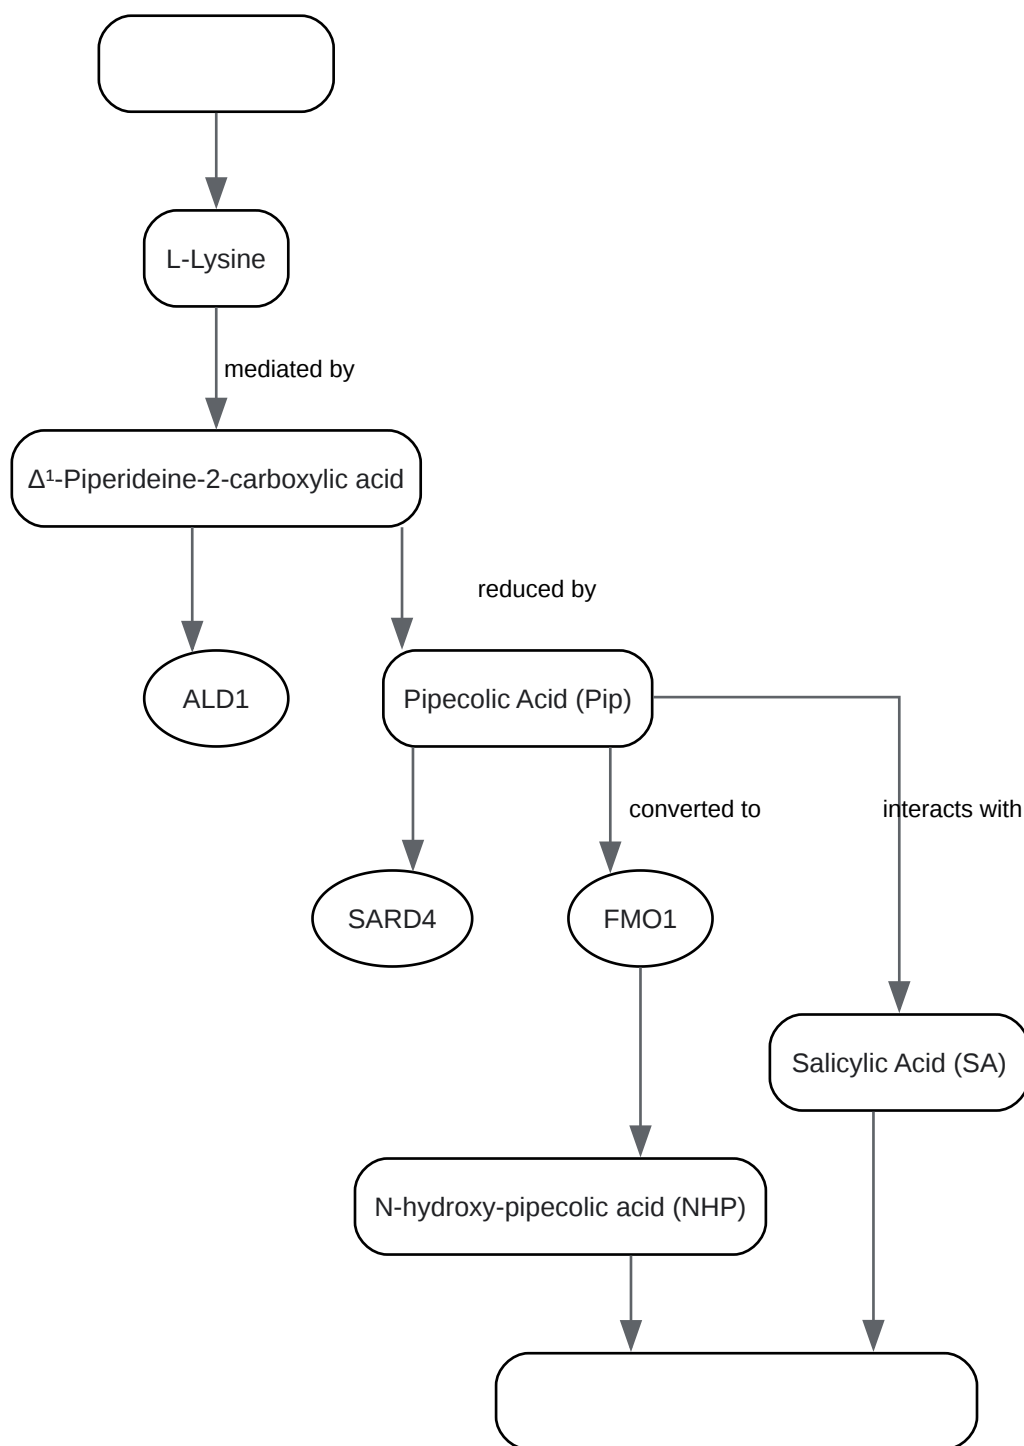 L-Lysine
mediated by
Δ¹-Piperideine-2-carboxylic acid
reduced by
ALD1
Pipecolic Acid (Pip)
converted to
interacts with
SARD4
FMO1
Salicylic Acid (SA)
N-hydroxy-pipecolic acid (NHP)